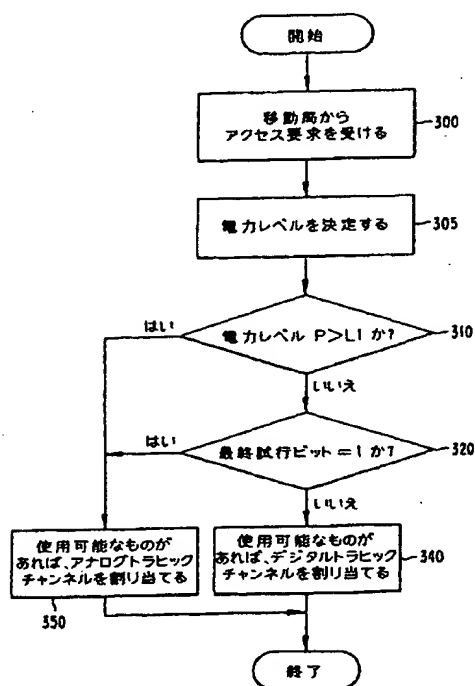 開始
移動局から
アクセス要求を受ける
300
電力レベルを決定する
305
電力レベル P>L1か?
310
はい
いいえ
最終試行ビット=1か?
320
はい
いいえ
使用可能なものが
あれば、アナログトラヒック
チャンネルを割り当てる
350
使用可能なものが
あれば、デジタルトラヒック
チャンネルを割り当てる
340
終了